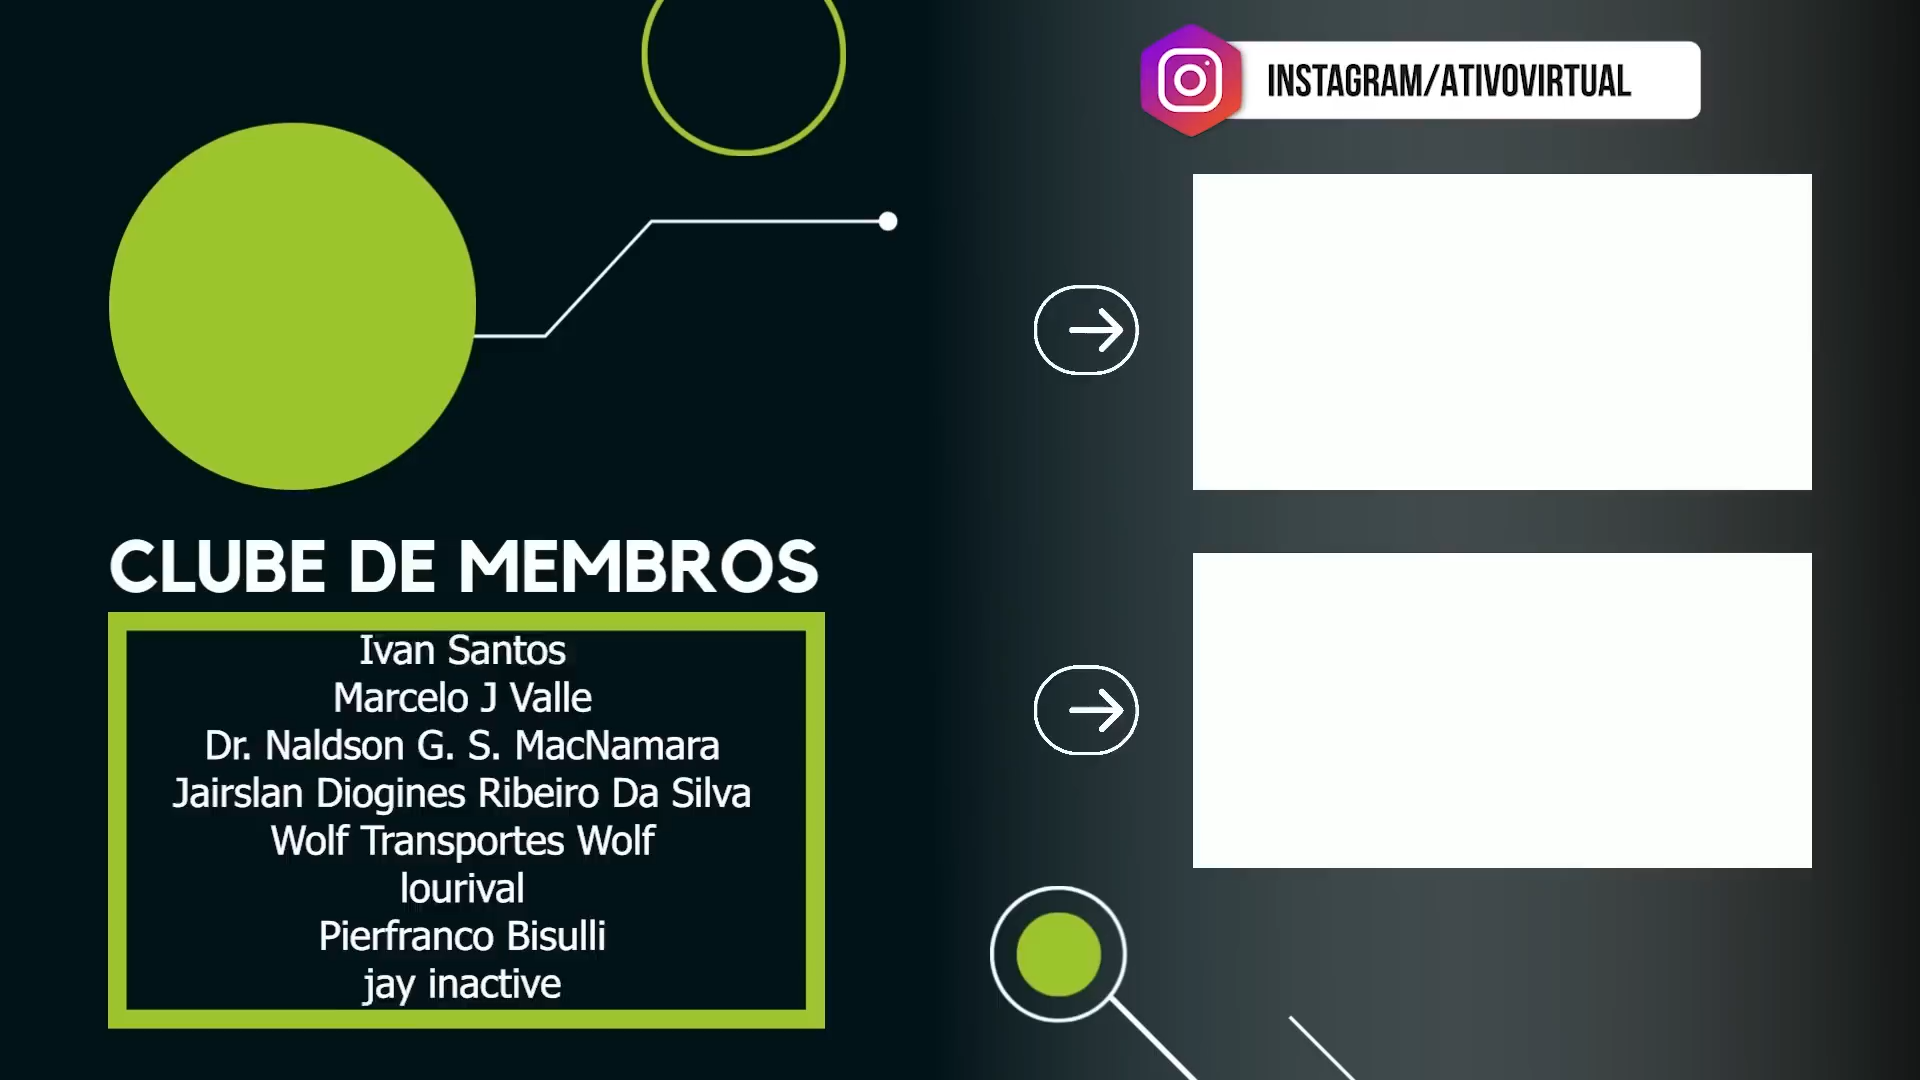 INSTAGRAM/ATIVOVIRTUAL
CLUBE DE MEMBROS
Ivan Santos
Marcelo J Valle
Dr. Naldson G. S. MacNamara
Jairslan Diogines Ribeiro Da Silva
Wolf Transportes Wolf
lourival
Pierfranco Bisulli
jay inactive